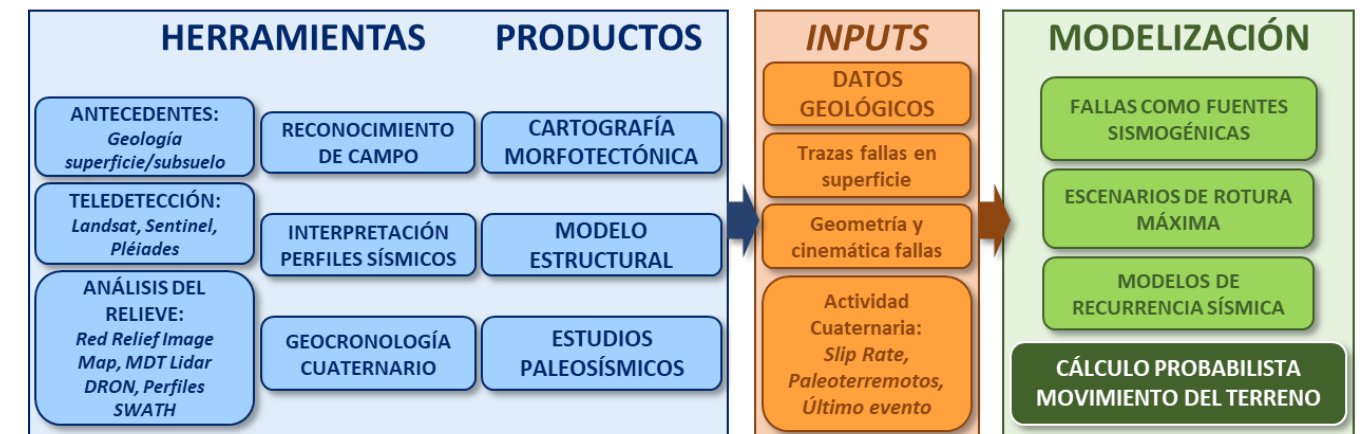 HERRAMIENTAS
PRODUCTOS
ANTECEDENTES:
Geología
superficie/subsuelo
TELEDETECCIÓN:
Landsat, Sentinel,
Pléiades
ANÁLISIS DEL
RELIEVE:
Red Relief Image
Map, MDT Lidar
DRON, Perfiles
SWATH
RECONOCIMIENTO
DE CAMPO
INTERPRETACIÓN
PERFILES SÍSMICOS
GEOCRONOLOGÍA
CUATERNARIO
CARTOGRAFÍA
MORFOTECTÓNICA
MODELO
ESTRUCTURAL
ESTUDIOS
PALEOSÍSMICOS
INPUTS
DATOS
GEOLÓGICOS
Trazas fallas en
superficie
Geometría y
cinemática fallas
Actividad
Cuaternaria:
Slip Rate,
Paleoterremotos,
Último evento
MODELIZACIÓN
FALLAS COMO FUENTES
SISMOGÉNICAS
ESCENARIOS DE ROTURA
MÁXIMA
MODELOS DE
RECURRENCIA SÍSMICA
CÁLCULO PROBABILISTA
MOVIMIENTO DEL TERRENO